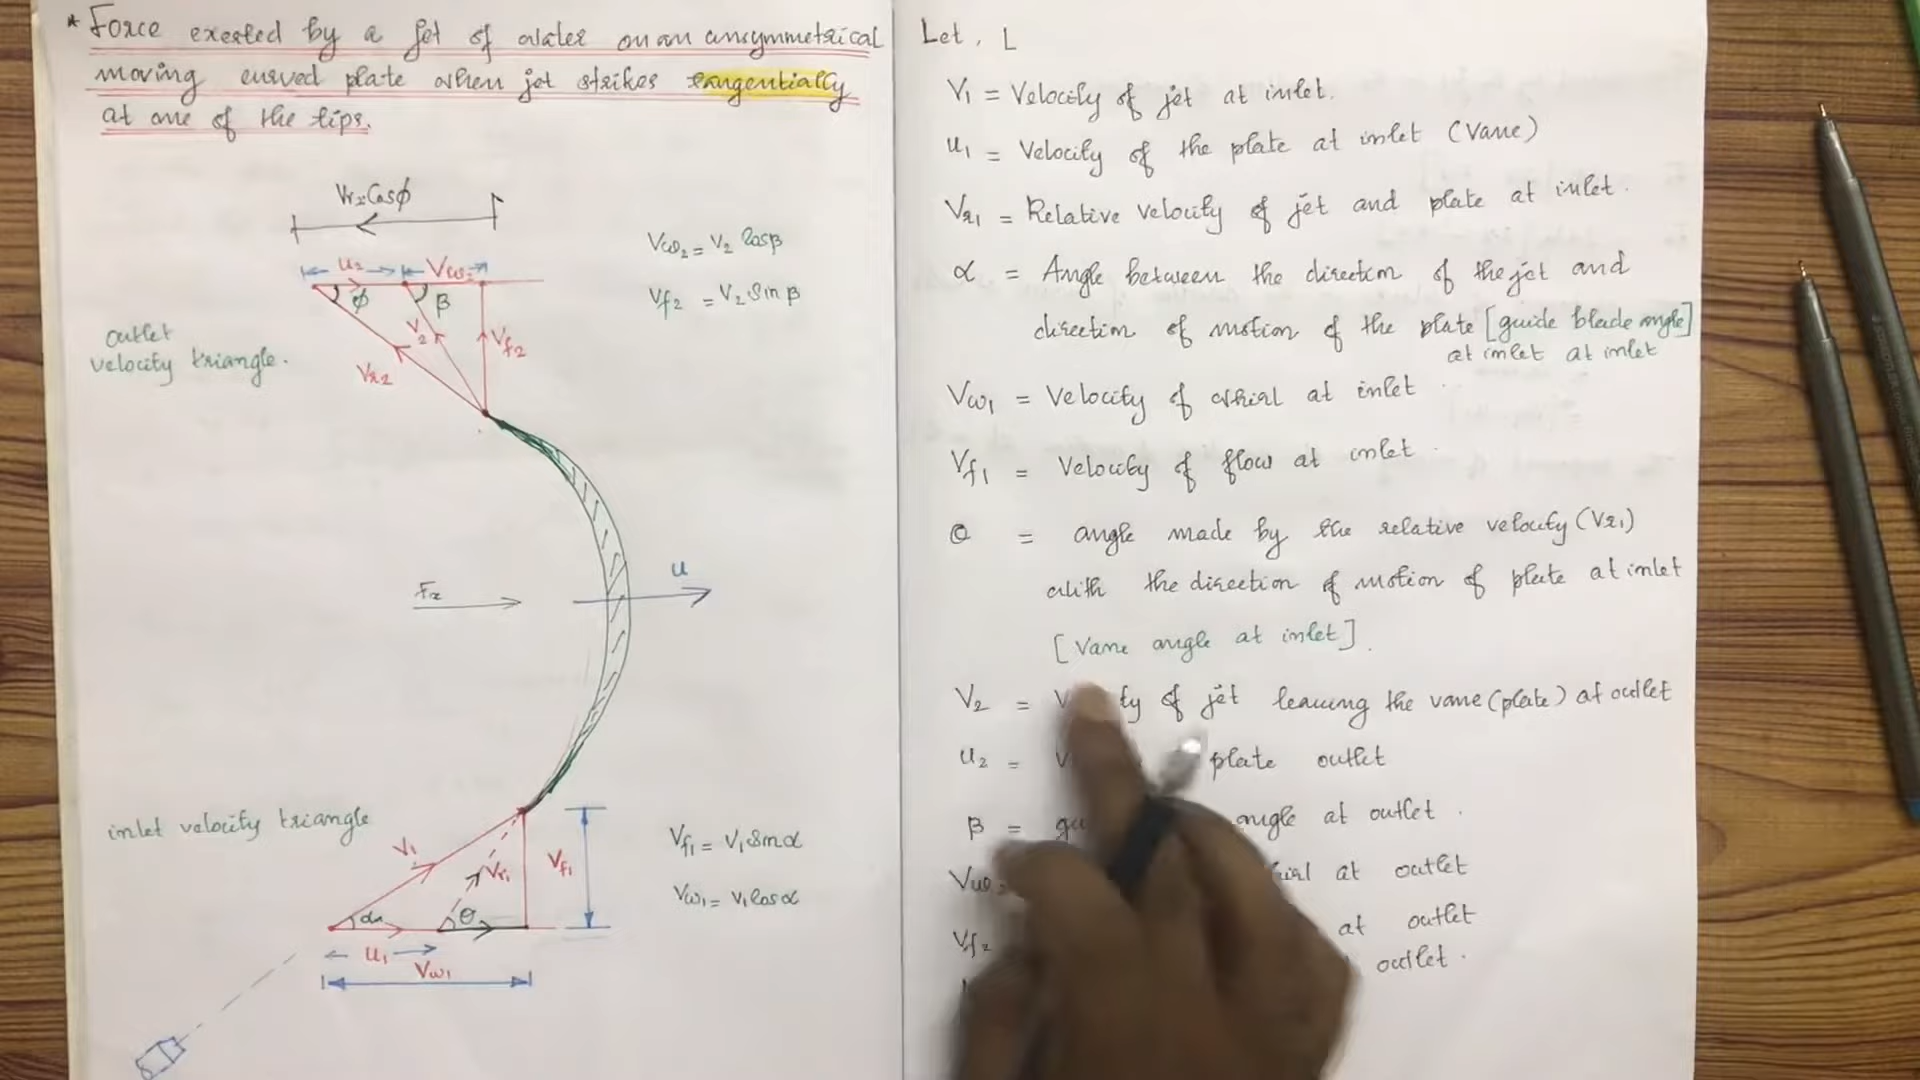 * Force exerted by a jet of water on an unsymmetrical
moving curved plate when jet strikes tangentially
at one of the tips.
Vr2 Cosϕ
u2 Vw2
ϕ β
Vw2 = V2 Cosβ
Vf2 = V2 Sin β
outlet
velocity triangle.
Vr2
V2
Vf2
Fx
u
inlet velocity triangle
V1
Vr1
Vf1
α
θ
u1
Vw1
Vf1 = V1 Sinα
Vw1 = V1 Cosα
Let, L
V1 = Velocity of jet at inlet.
u1 = Velocity of the plate at inlet (Vane)
Vr1 = Relative velocity of jet and plate at inlet.
α = Angle between the direction of the jet and
direction of motion of the plate [guide blade angle]
at inlet at inlet
Vw1 = Velocity of whirl at inlet
Vf1 = Velocity of flow at inlet
θ = angle made by the relative velocity (Vr1)
with the direction of motion of plate at inlet
[Vane angle at inlet].
V2 = of jet leaving the vane (plate) at outlet
u2 = plate outlet
β = angle at outlet.
at outlet
Vf2 at outlet
outlet.